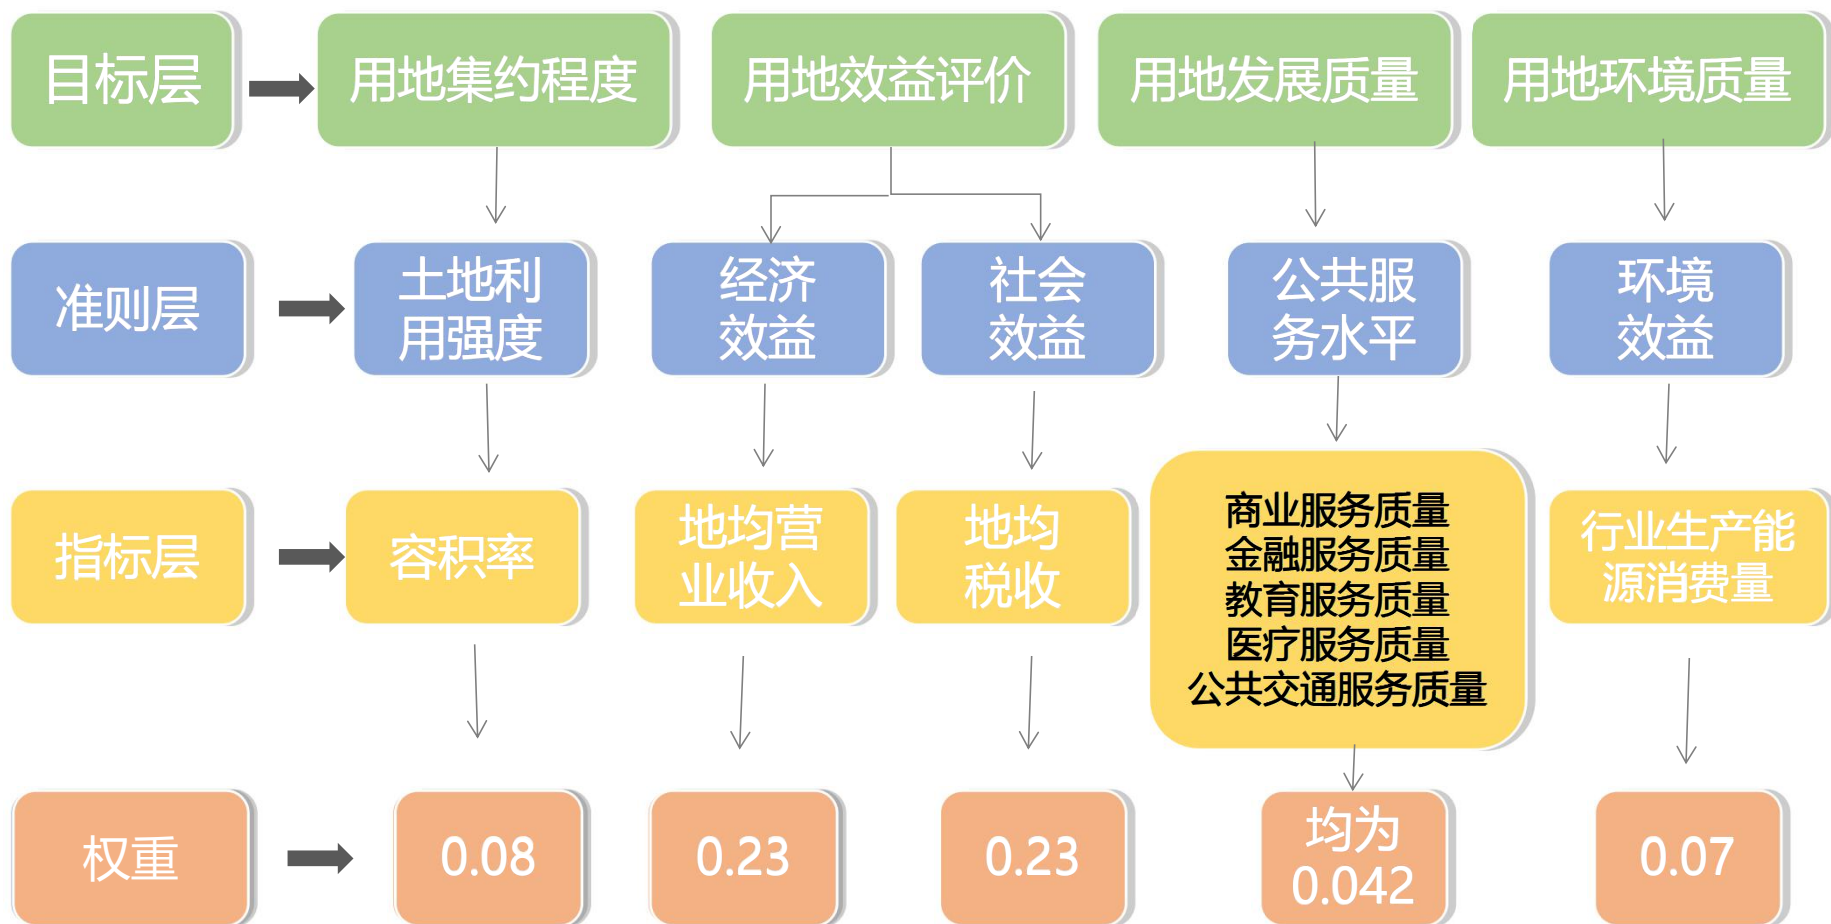 目标层
用地集约程度
用地效益评价
用地发展质量
用地环境质量
准则层
土地利
用强度
经济
效益
社会
效益
公共服
务水平
环境
效益
指标层
容积率
地均营
业收入
地均
税收
商业服务质量
金融服务质量
教育服务质量
医疗服务质量
公共交通服务质量
行业生产能
源消费量
权重
0.08
0.23
0.23
均为
0.042
0.07